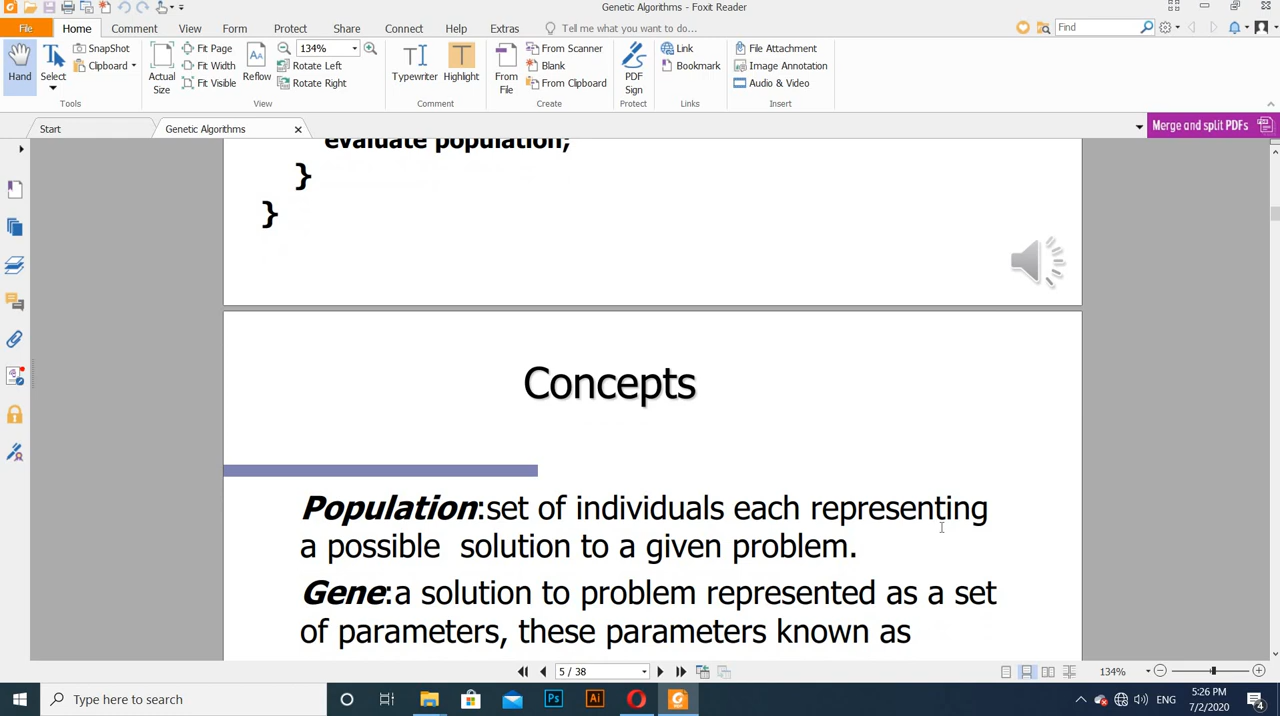 Genetic Algorithms - Foxit Reader
File Home Comment View Form Protect Share Connect Help Extras Tell me what you want to do... Find
Hand
Select
SnapShot
Clipboard
Tools
Actual Size
Fit Page
Fit Width
Fit Visible
Reflow
134%
Rotate Left
Rotate Right
View
Typewriter
Highlight
Comment
From File
From Scanner
Blank
From Clipboard
Create
PDF Sign
Protect
Link
Bookmark
Links
File Attachment
Image Annotation
Audio & Video
Insert
Start
Genetic Algorithms
Merge and split PDFs
evaluate population;
}
}
Concepts
Population:set of individuals each representing
a possible solution to a given problem.
Gene:a solution to problem represented as a set
of parameters, these parameters known as
5 / 38
134%
Type here to search
Ps
Ai
ENG
5:26 PM
7/2/2020
4